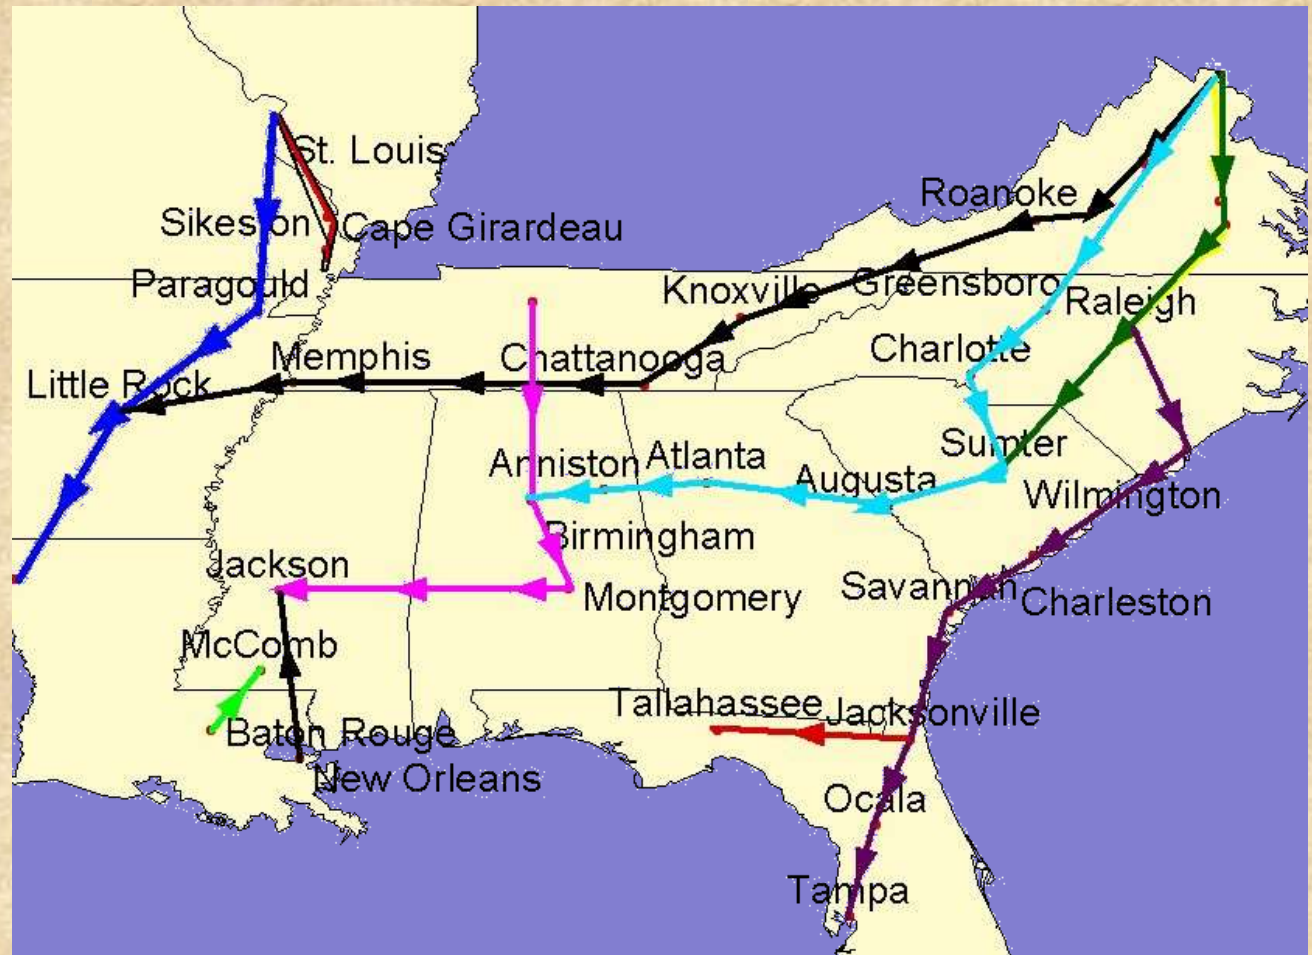 St. Louis
Roanoke
Sikeston
Cape Girardeau
Paragould
Knoxville
Greensboro
Raleigh
Memphis
Chattanooga
Charlotte
Little Rock
Sumter
Anniston
Atlanta
Augusta
Wilmington
Birmingham
Jackson
Montgomery
Savannah
Charleston
McComb
Tallahassee
Jacksonville
Baton Rouge
New Orleans
Ocala
Tampa